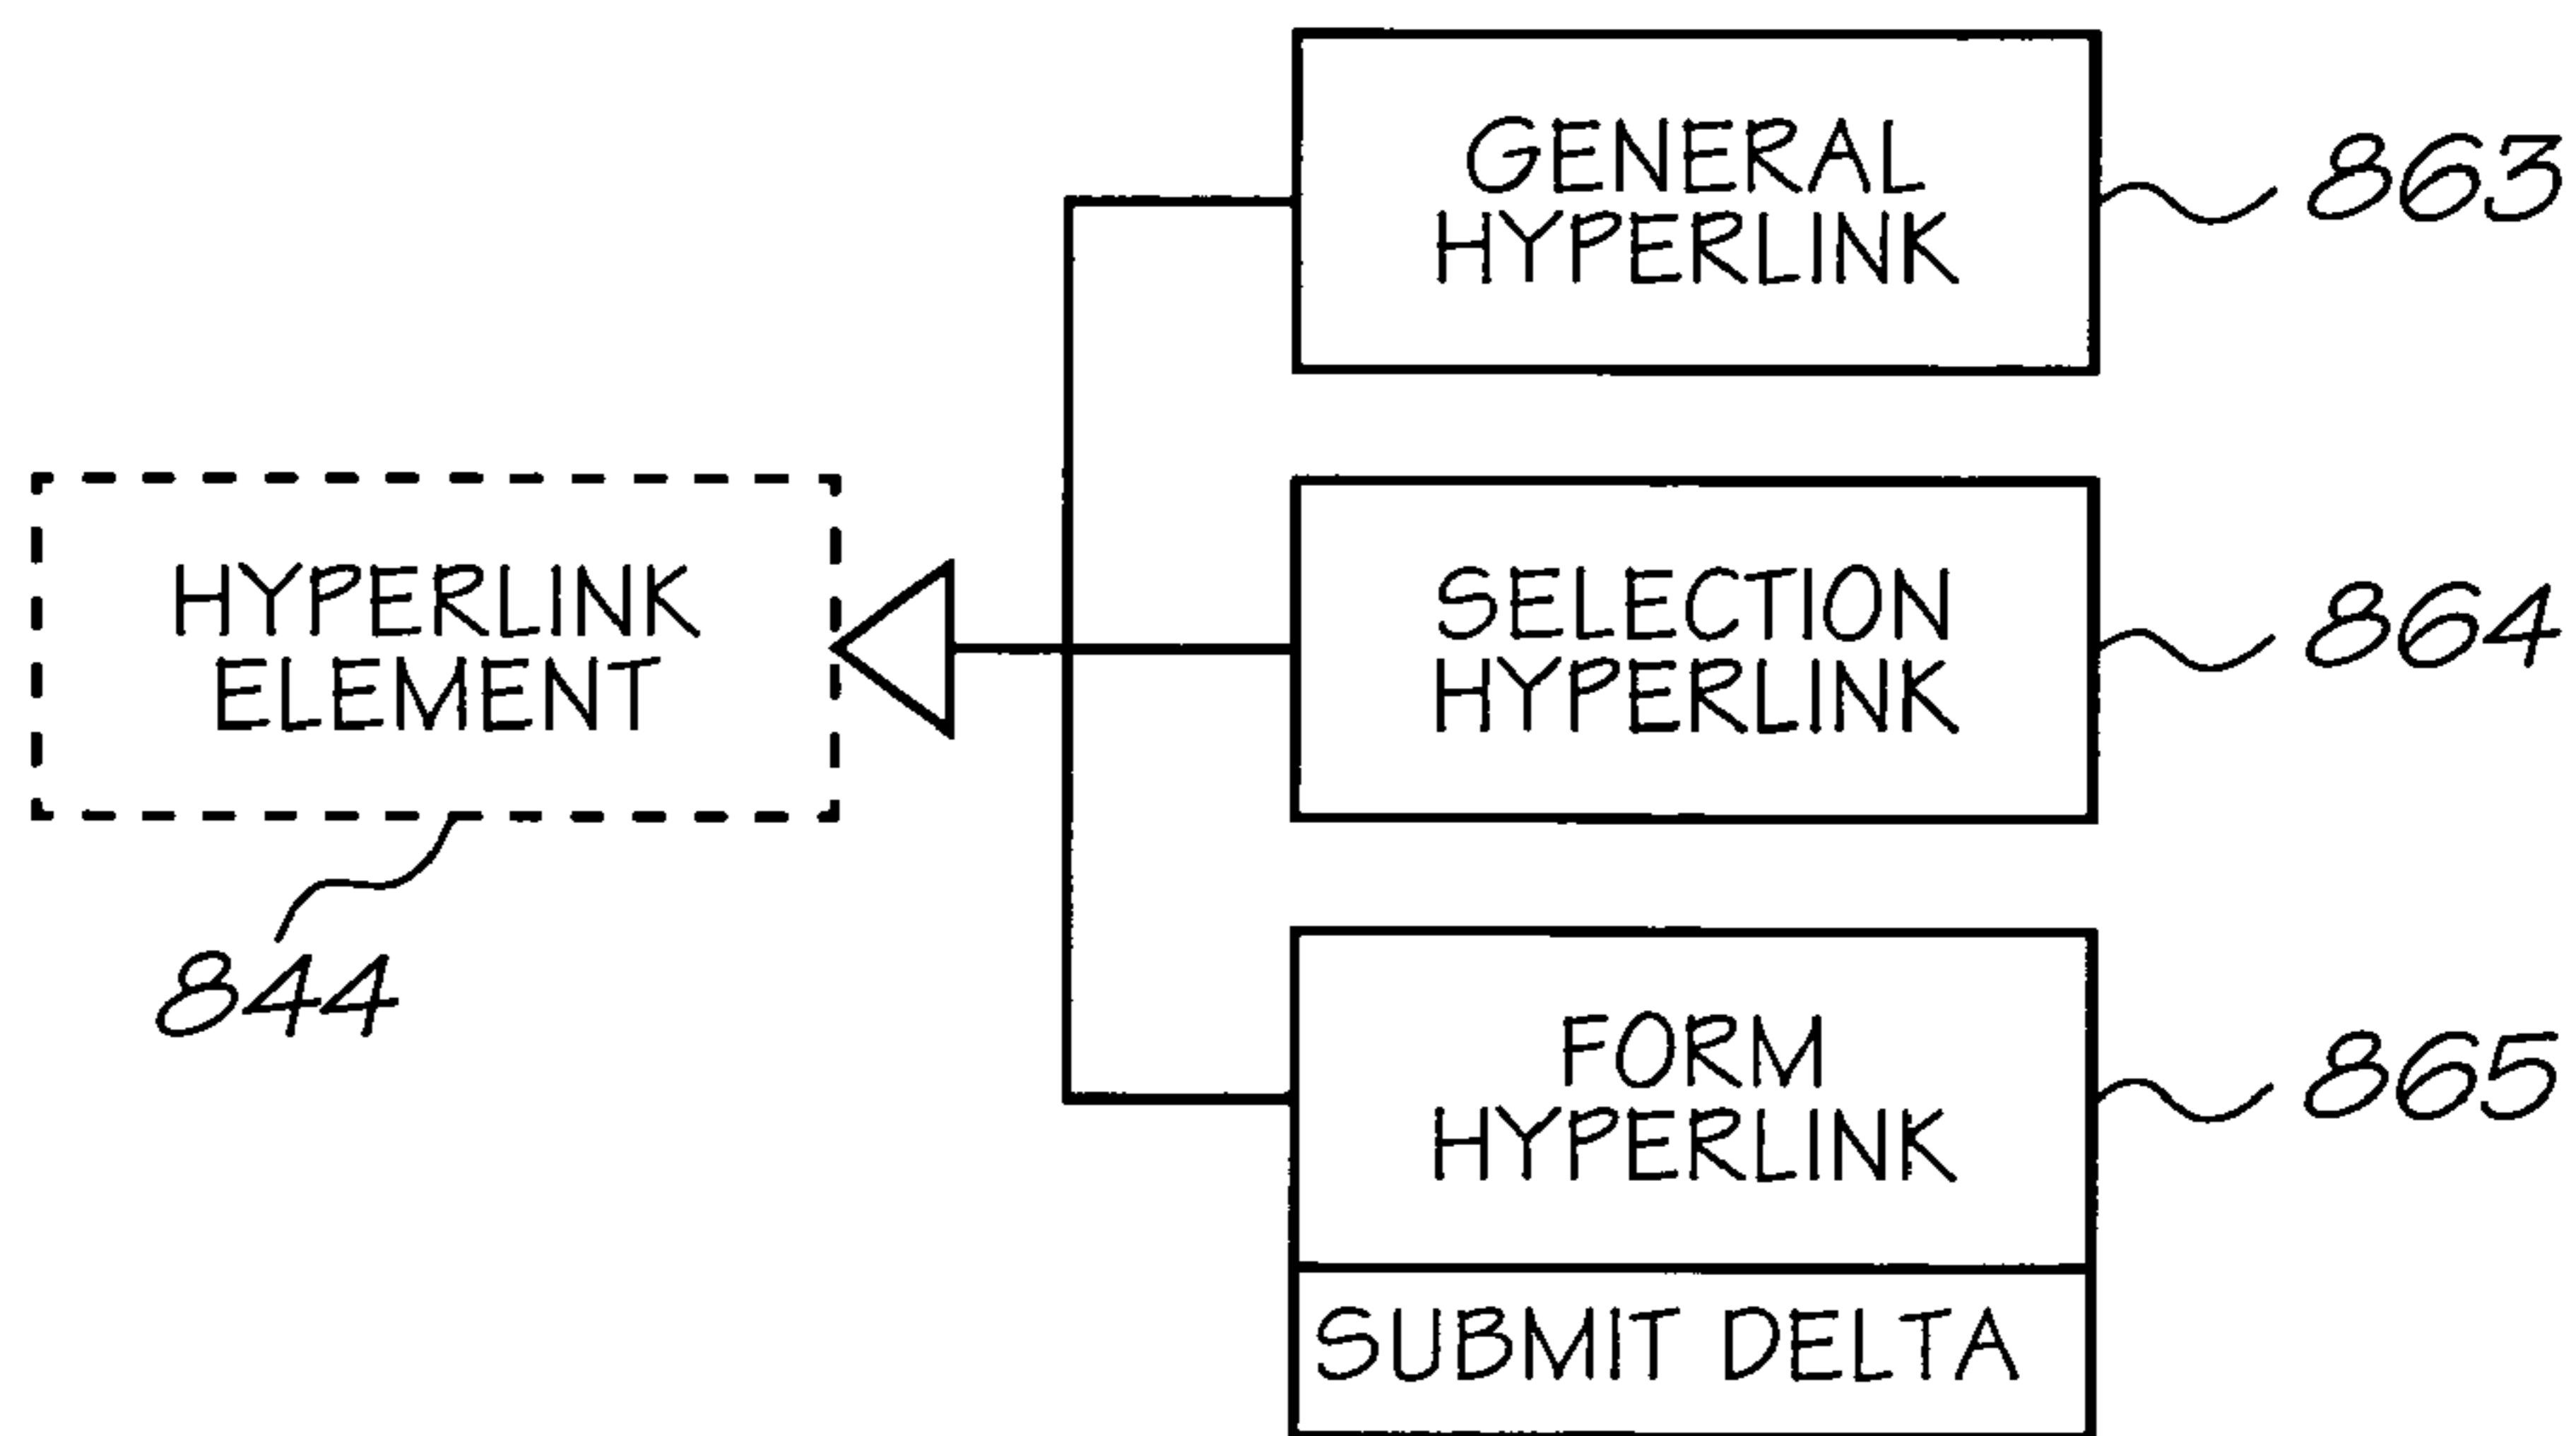 GENERAL
HYPERLINK
863
HYPERLINK
ELEMENT
844
SELECTION
HYPERLINK
864
FORM
HYPERLINK
865
SUBMIT DELTA